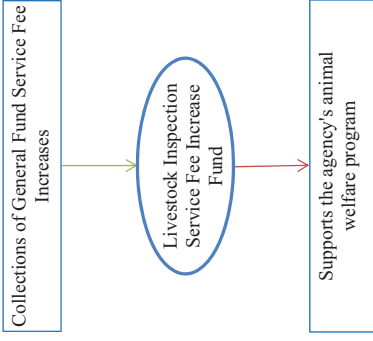 Collections of General Fund Service Fee
Increases
Livestock Inspection
Service Fee Increase
Fund
Supports the agency's animal
welfare program